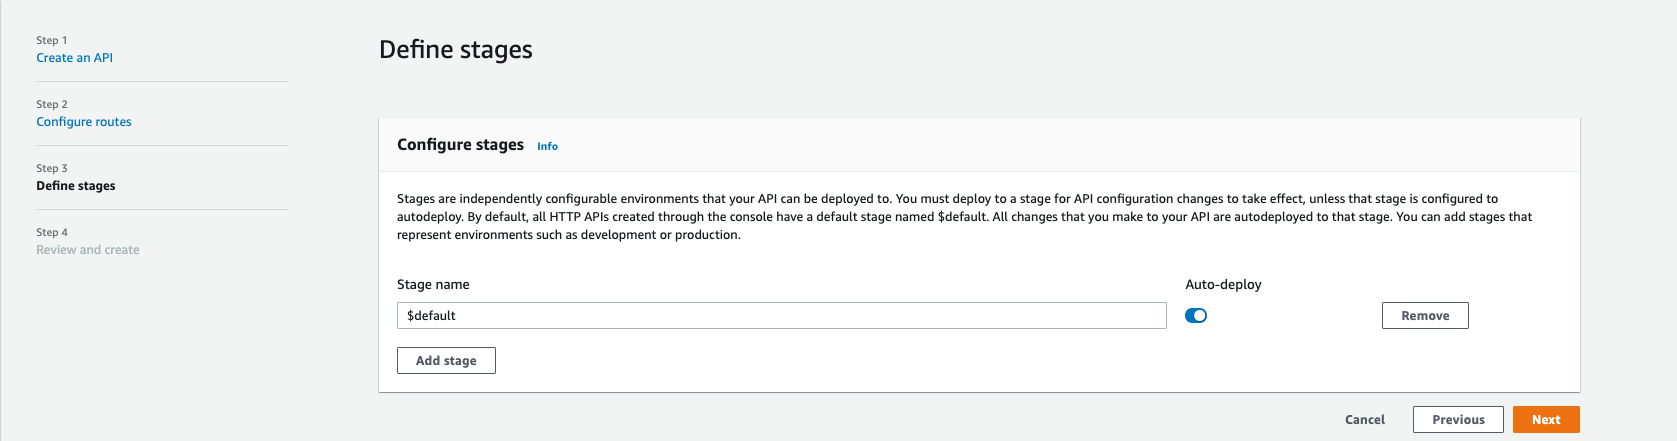 Step 1
Create an API
Step 2
Configure routes
Step 3
Define stages
Step 4
Review and create
Define stages
Configure stages Info
Stages are independently configurable environments that your API can be deployed to. You must deploy to a stage for API configuration changes to take effect, unless that stage is configured to
autodeploy. By default, all HTTP APIs created through the console have a default stage named $default. All changes that you make to your API are autodeployed to that stage. You can add stages that
represent environments such as development or production.
Stage name Auto-deploy
$default Remove
Add stage
Cancel Previous Next